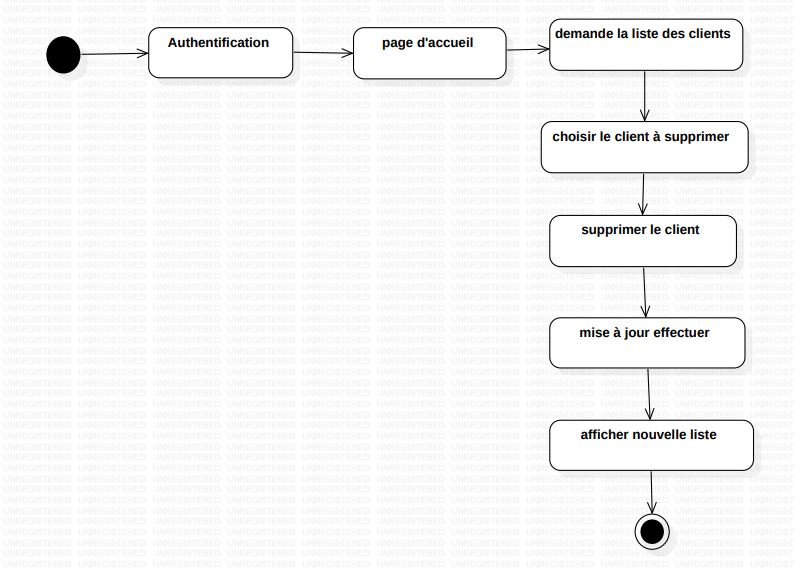 Authentification
page d'accueil
demande la liste des clients
choisir le client à supprimer
supprimer le client
mise à jour effectuer
afficher nouvelle liste
UNREGISTERED